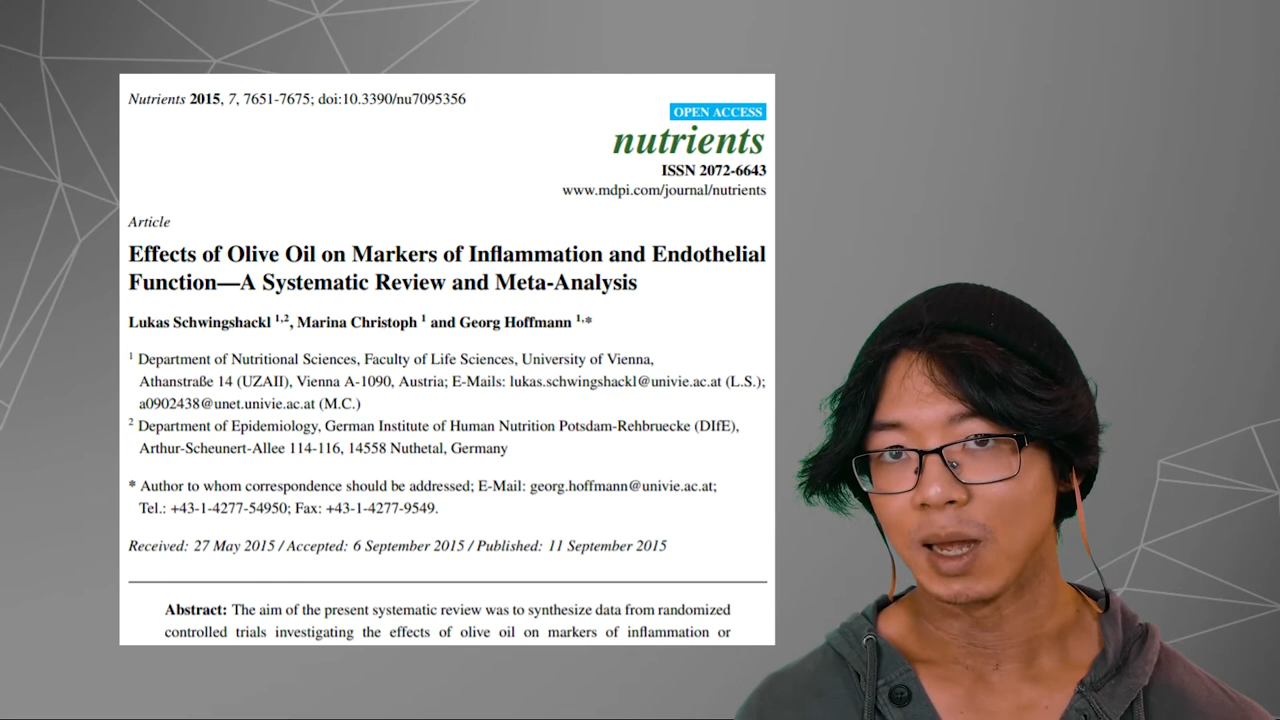 Nutrients 2015, 7, 7651-7675; doi:10.3390/nu7095356
OPEN ACCESS
nutrients
ISSN 2072-6643
www.mdpi.com/journal/nutrients
Article
Effects of Olive Oil on Markers of Inflammation and Endothelial
Function—A Systematic Review and Meta-Analysis
Lukas Schwingshackl 1,2, Marina Christoph 1 and Georg Hoffmann 1,*
1 Department of Nutritional Sciences, Faculty of Life Sciences, University of Vienna,
Athanstraße 14 (UZAII), Vienna A-1090, Austria; E-Mails: lukas.schwingshackl@univie.ac.at (L.S.);
a0902438@unet.univie.ac.at (M.C.)
2 Department of Epidemiology, German Institute of Human Nutrition Potsdam-Rehbruecke (DIfE),
Arthur-Scheunert-Allee 114-116, 14558 Nuthetal, Germany
* Author to whom correspondence should be addressed; E-Mail: georg.hoffmann@univie.ac.at;
Tel.: +43-1-4277-54950; Fax: +43-1-4277-9549.
Received: 27 May 2015 / Accepted: 6 September 2015 / Published: 11 September 2015
Abstract: The aim of the present systematic review was to synthesize data from randomized
controlled trials investigating the effects of olive oil on markers of inflammation or